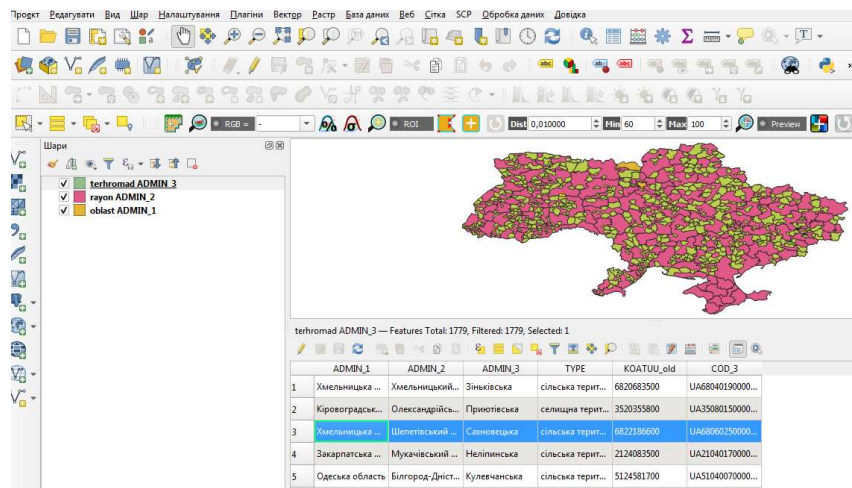 Проєкт Редагувати Вид Шар Налаштування Плагіни Вектор Растр База даних Веб Сітка SCP Обробка даних Довідка
RGB = - ROI Dist 0,010000 Min 60 Max 100 Preview
Шари
terhromad ADMIN_3
rayon ADMIN_2
oblast ADMIN_1
terhromad ADMIN_3 — Features Total: 1779, Filtered: 1779, Selected: 1
ADMIN_1 ADMIN_2 ADMIN_3 TYPE KOATUU_old COD_3
1 Хмельницька ... Хмельницький... Зіньківська сільська терит... 6820683500 UA68040190000...
2 Кіровоградськ... Олександрійсь... Приютівська селищна терит... 3520355800 UA35080150000...
3 Хмельницька ... Шепетівський ... Сахновецька сільська терит... 6822186600 UA68060250000...
4 Закарпатська ... Мукачівський ... Неліпинська сільська терит... 2124083500 UA21040170000...
5 Одеська область Білгород-Дніст... Кулевчанська сільська терит... 5124581700 UA51040070000...